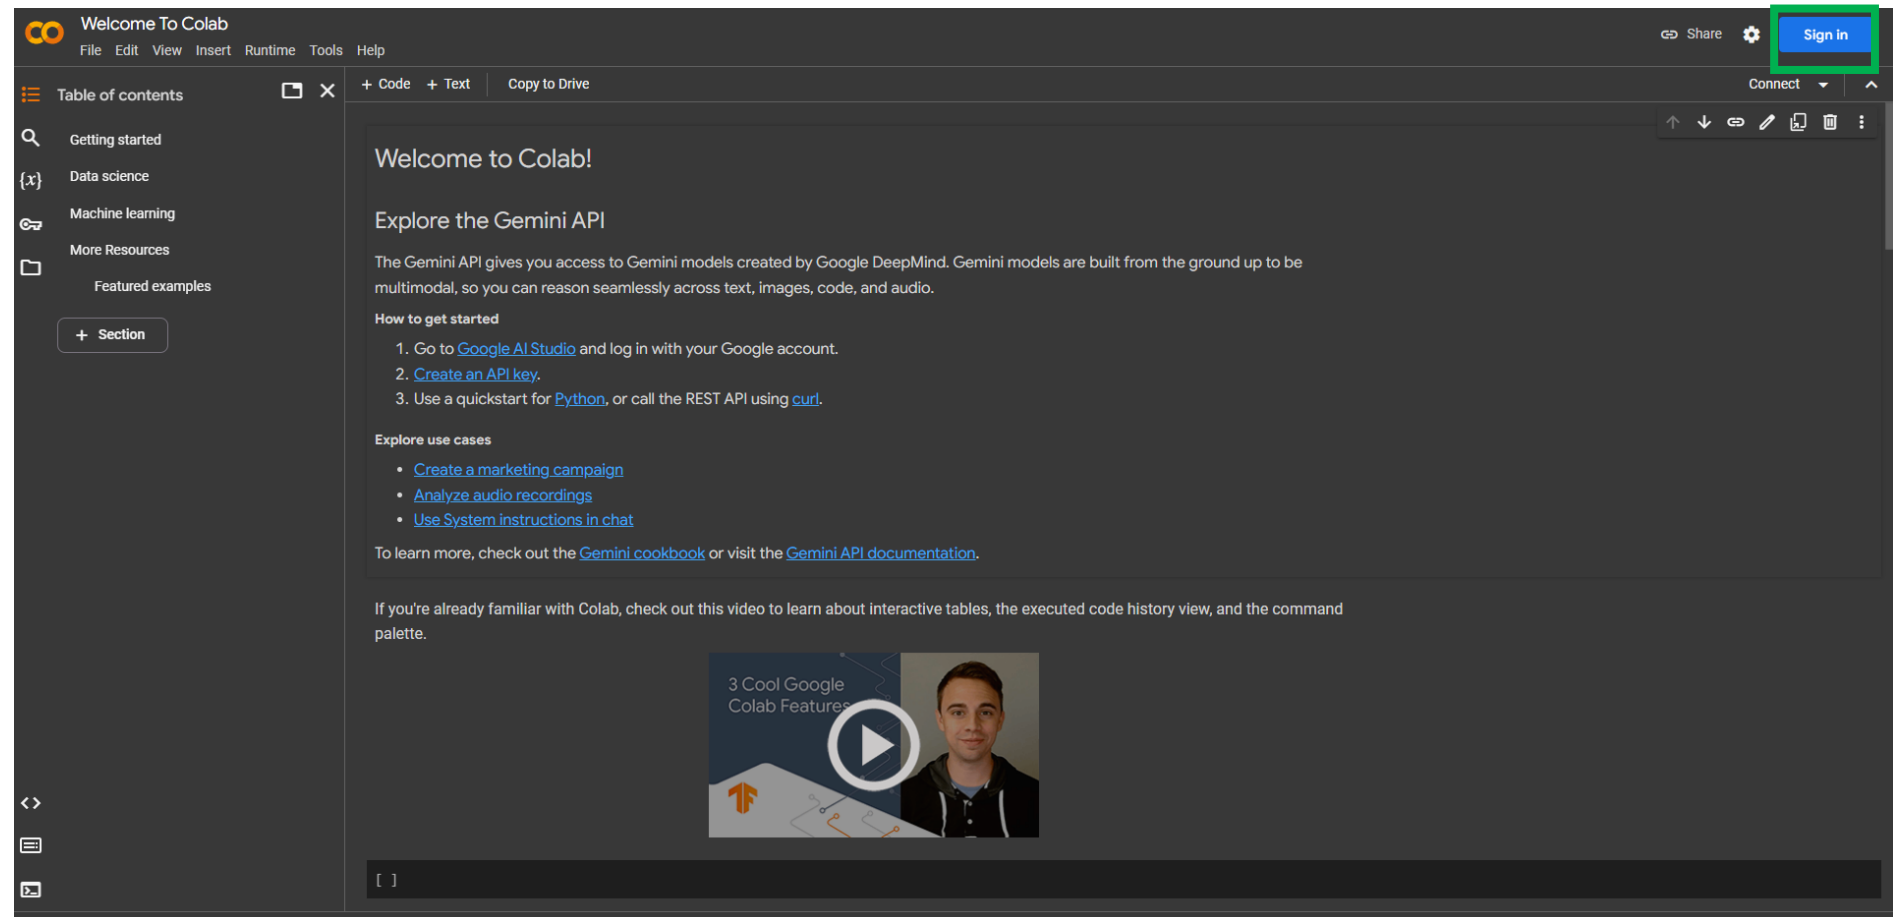 Welcome To Colab
File Edit View Insert Runtime Tools Help
Share
Sign in
Table of contents
+ Code + Text Copy to Drive
Connect
Getting started
Data science
Machine learning
More Resources
Featured examples
+ Section
{x}
Welcome to Colab!
Explore the Gemini API
The Gemini API gives you access to Gemini models created by Google DeepMind. Gemini models are built from the ground up to be
multimodal, so you can reason seamlessly across text, images, code, and audio.
How to get started
1. Go to Google AI Studio and log in with your Google account.
2. Create an API key.
3. Use a quickstart for Python, or call the REST API using curl.
Explore use cases
• Create a marketing campaign
• Analyze audio recordings
• Use System instructions in chat
To learn more, check out the Gemini cookbook or visit the Gemini API documentation.
If you're already familiar with Colab, check out this video to learn about interactive tables, the executed code history view, and the command
palette.
3 Cool Google
Colab Features
[ ]